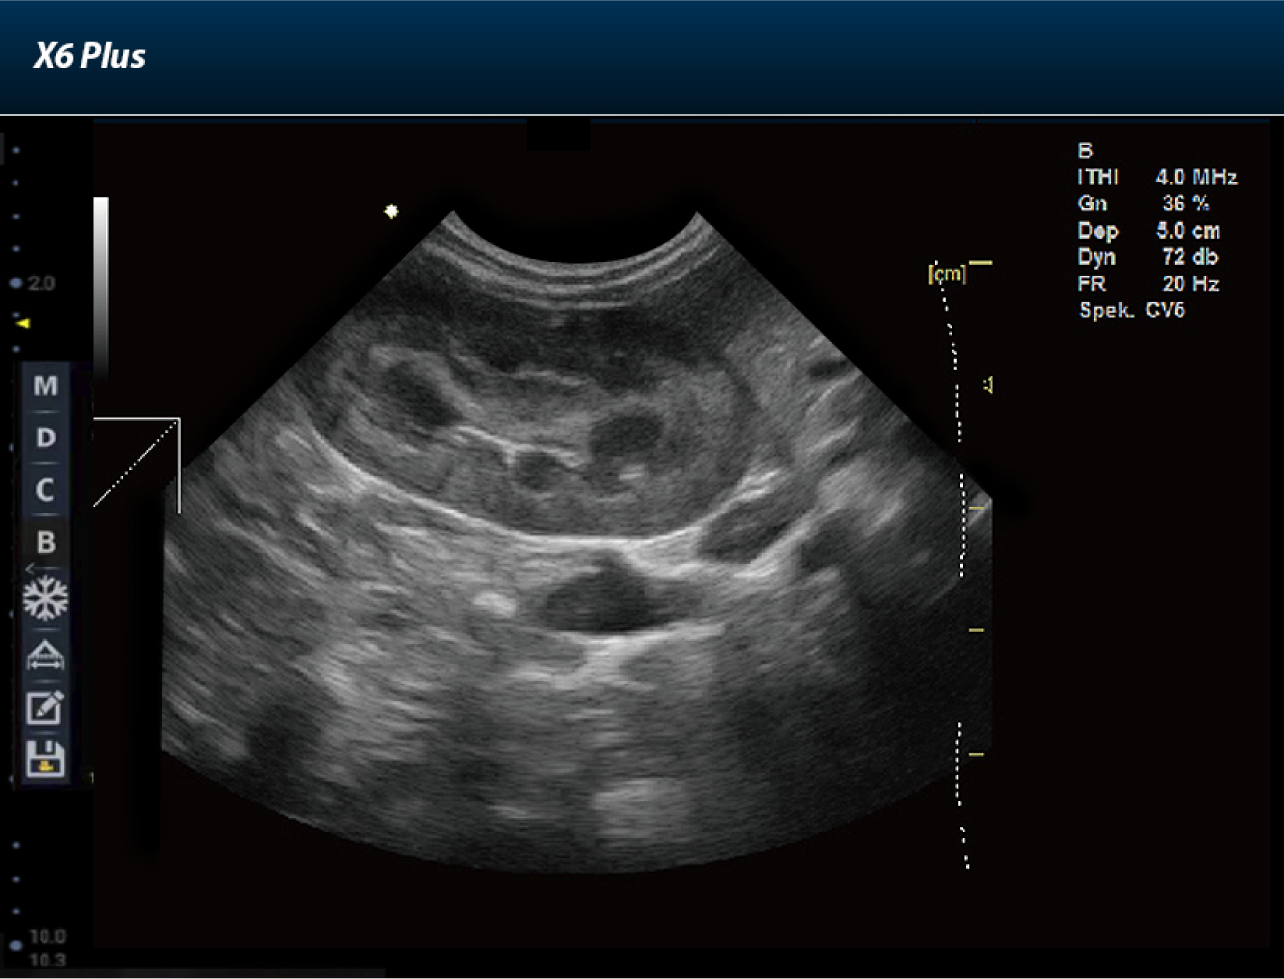 X6 Plus
B
ITHI 4.0 MHz
Gn 36 %
Dep 5.0 cm
Dyn 72 db
FR 20 Hz
Spek. CV6
[cm]
2.0
M
D
C
B
10.0
10.3